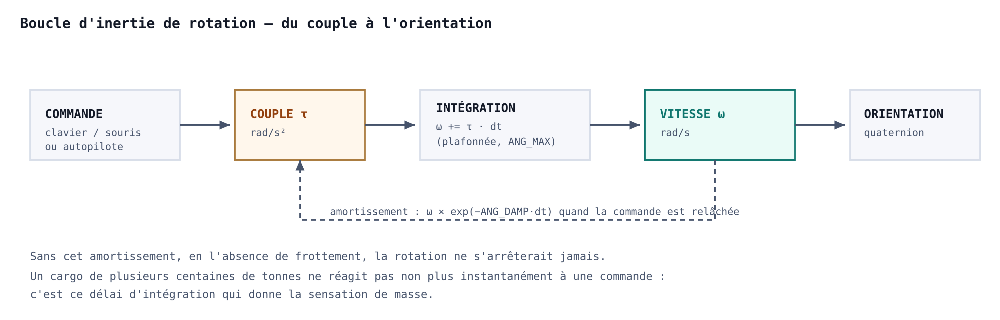 Boucle d'inertie de rotation — du couple à l'orientation
COMMANDE
clavier / souris
ou autopilote
COUPLE τ
rad/s²
INTÉGRATION
ω += τ · dt
(plafonnée, ANG_MAX)
VITESSE ω
rad/s
ORIENTATION
quaternion
amortissement : ω × exp(−ANG_DAMP·dt) quand la commande est relâchée
Sans cet amortissement, en l'absence de frottement, la rotation ne s'arrêterait jamais.
Un cargo de plusieurs centaines de tonnes ne réagit pas non plus instantanément à une commande :
c'est ce délai d'intégration qui donne la sensation de masse.